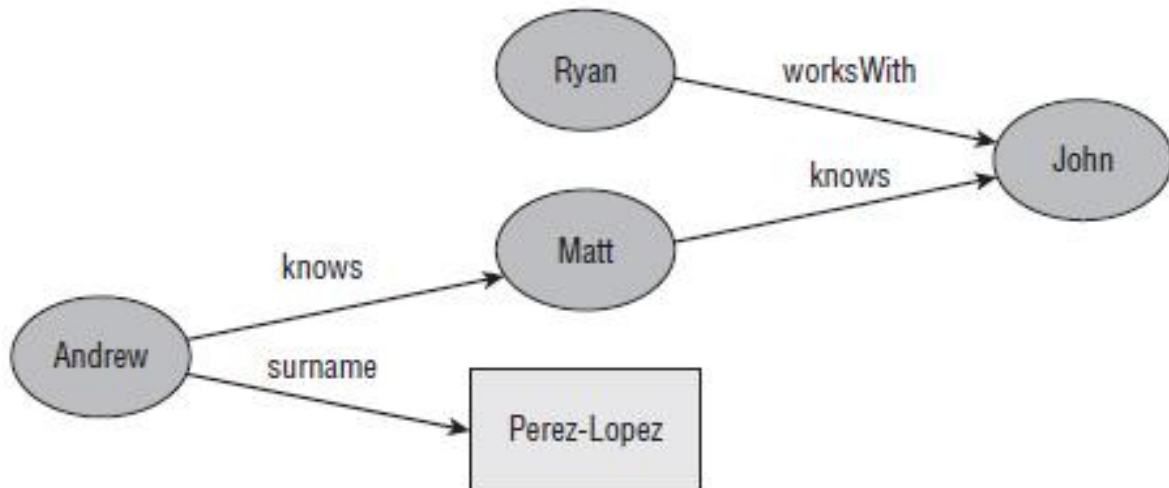 Ryan
worksWith
John
knows
Matt
knows
Andrew
surname
Perez-Lopez